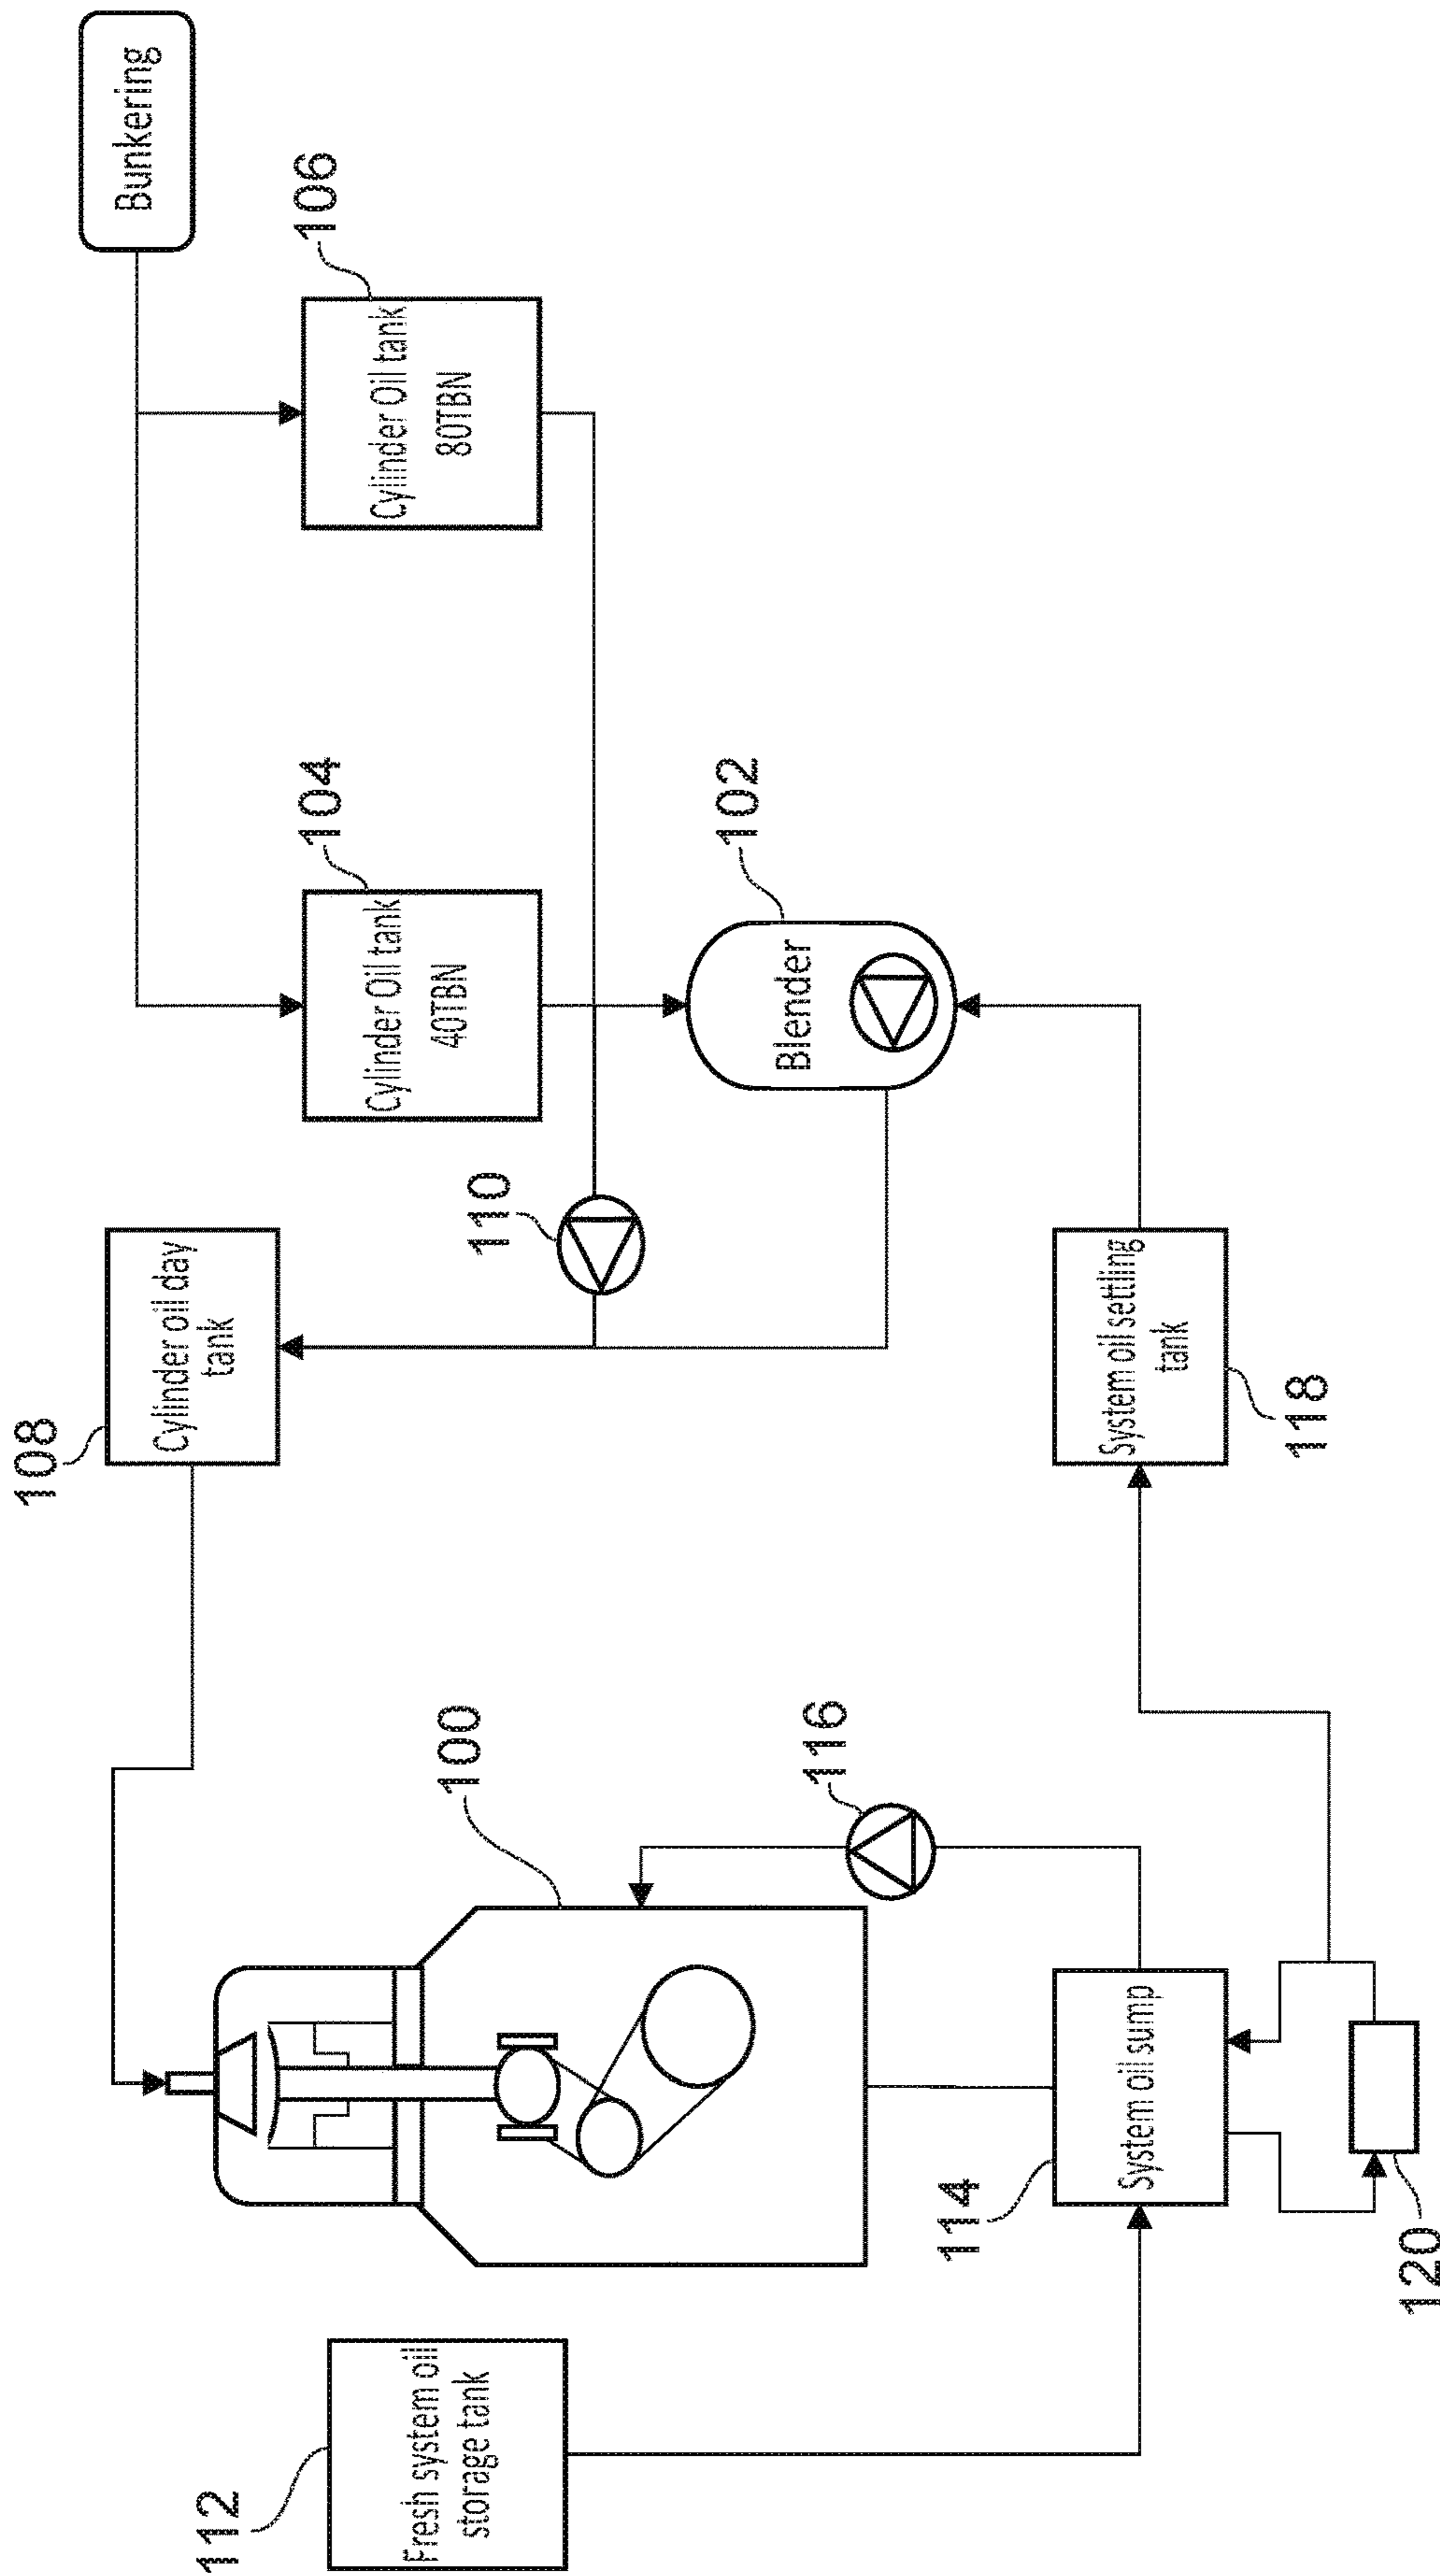 Bunkering
106
Cylinder Oil tank
80TBN
104
Cylinder Oil tank
40TBN
102
Blender
110
108
Cylinder oil day
tank
System oil settling
tank
118
100
116
114
System oil sump
120
112
Fresh system oil
storage tank